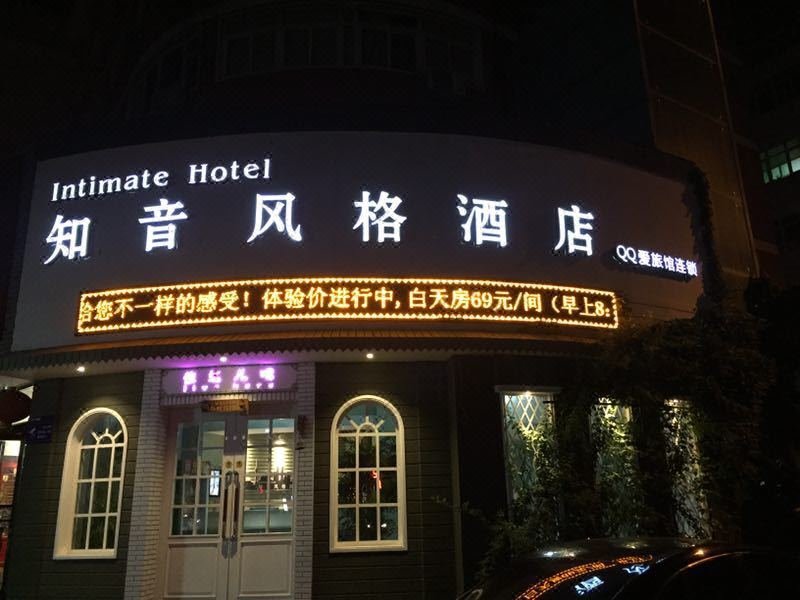 Intimate Hotel
知音风格酒店
QQ爱旅馆连锁
给您不一样的感受！体验价进行中,白天房69元/间（早上8: